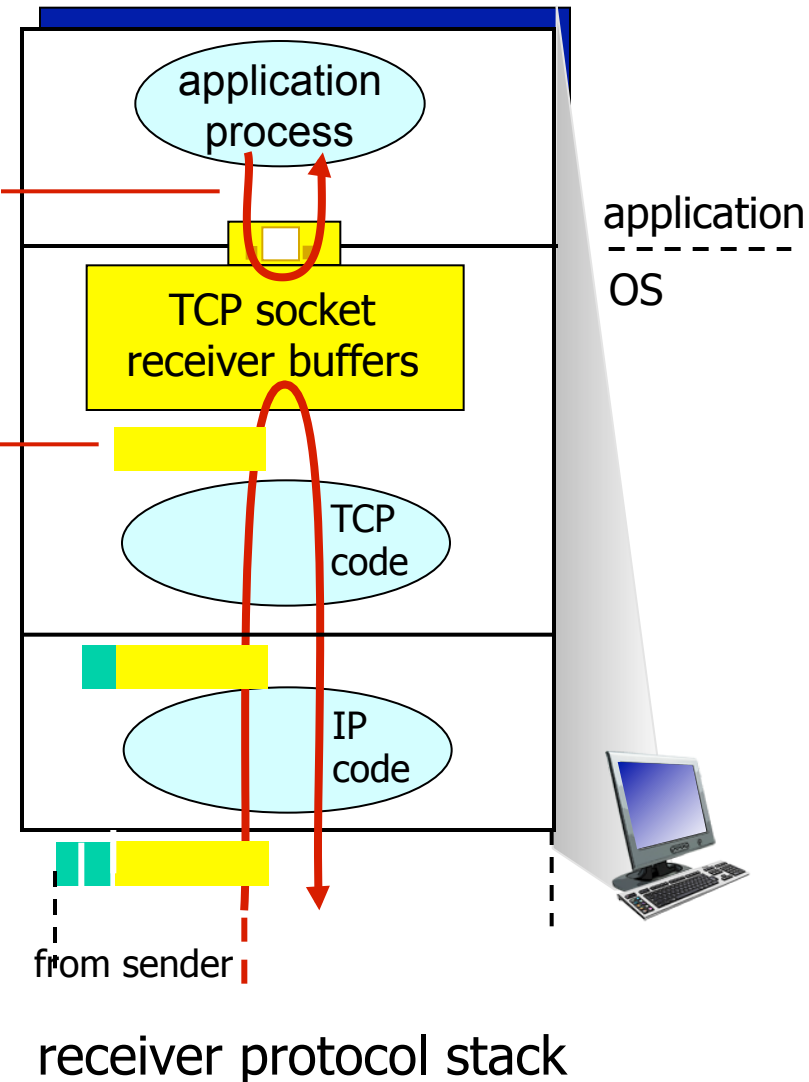 application
process
application
OS
TCP socket
receiver buffers
TCP
code
IP
code
from sender
receiver protocol stack